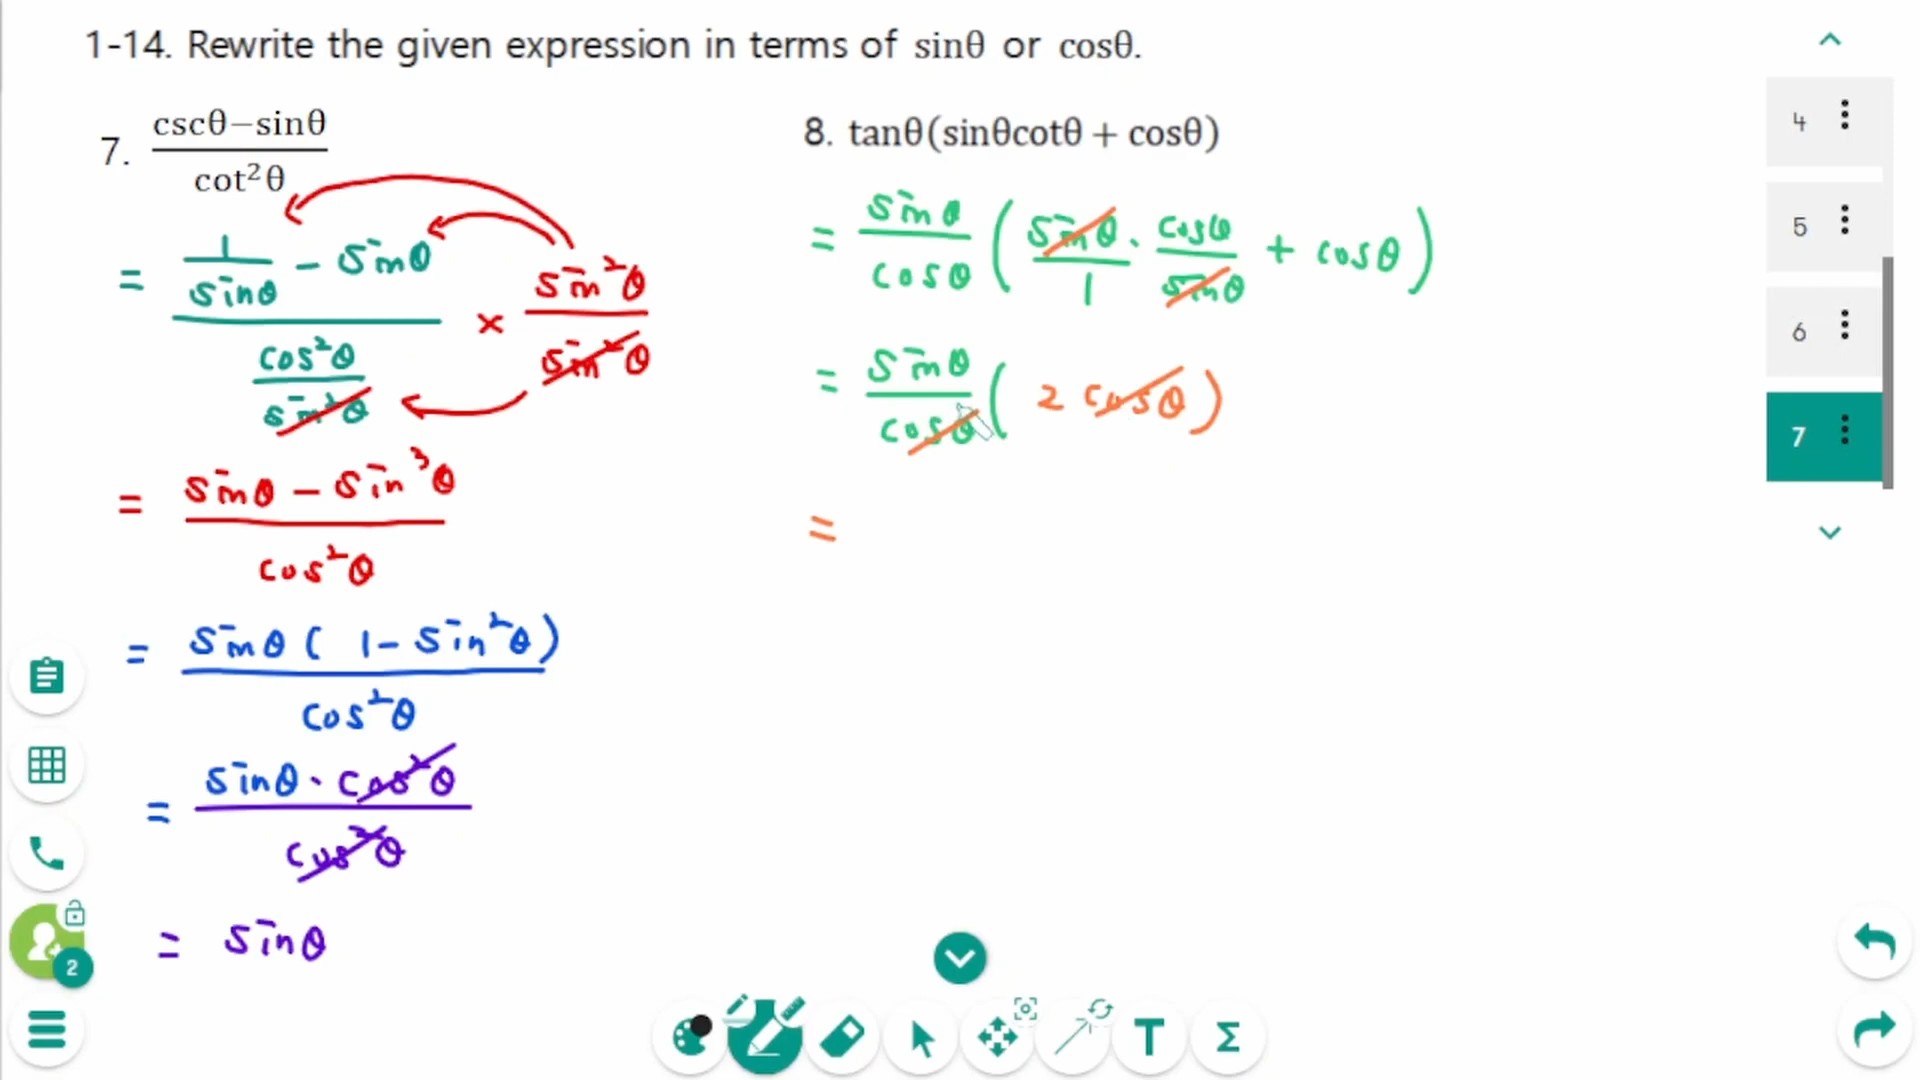 1-14. Rewrite the given expression in terms of sinθ or cosθ.
7. (cscθ−sinθ)/(cot²θ)
= (1/sinθ − sinθ)/(cos²θ/sin²θ) × sin²θ/sin²θ
= (sinθ − sin³θ)/(cos²θ)
= (sinθ(1−sin²θ))/(cos²θ)
= (sinθ · cos²θ)/(cos²θ)
= sinθ
8. tanθ(sinθcotθ + cosθ)
= sinθ/cosθ (sinθ/1 · cosθ/sinθ + cosθ)
= sinθ/cosθ (2cosθ)
=
4
5
6
7
2
T
Σ